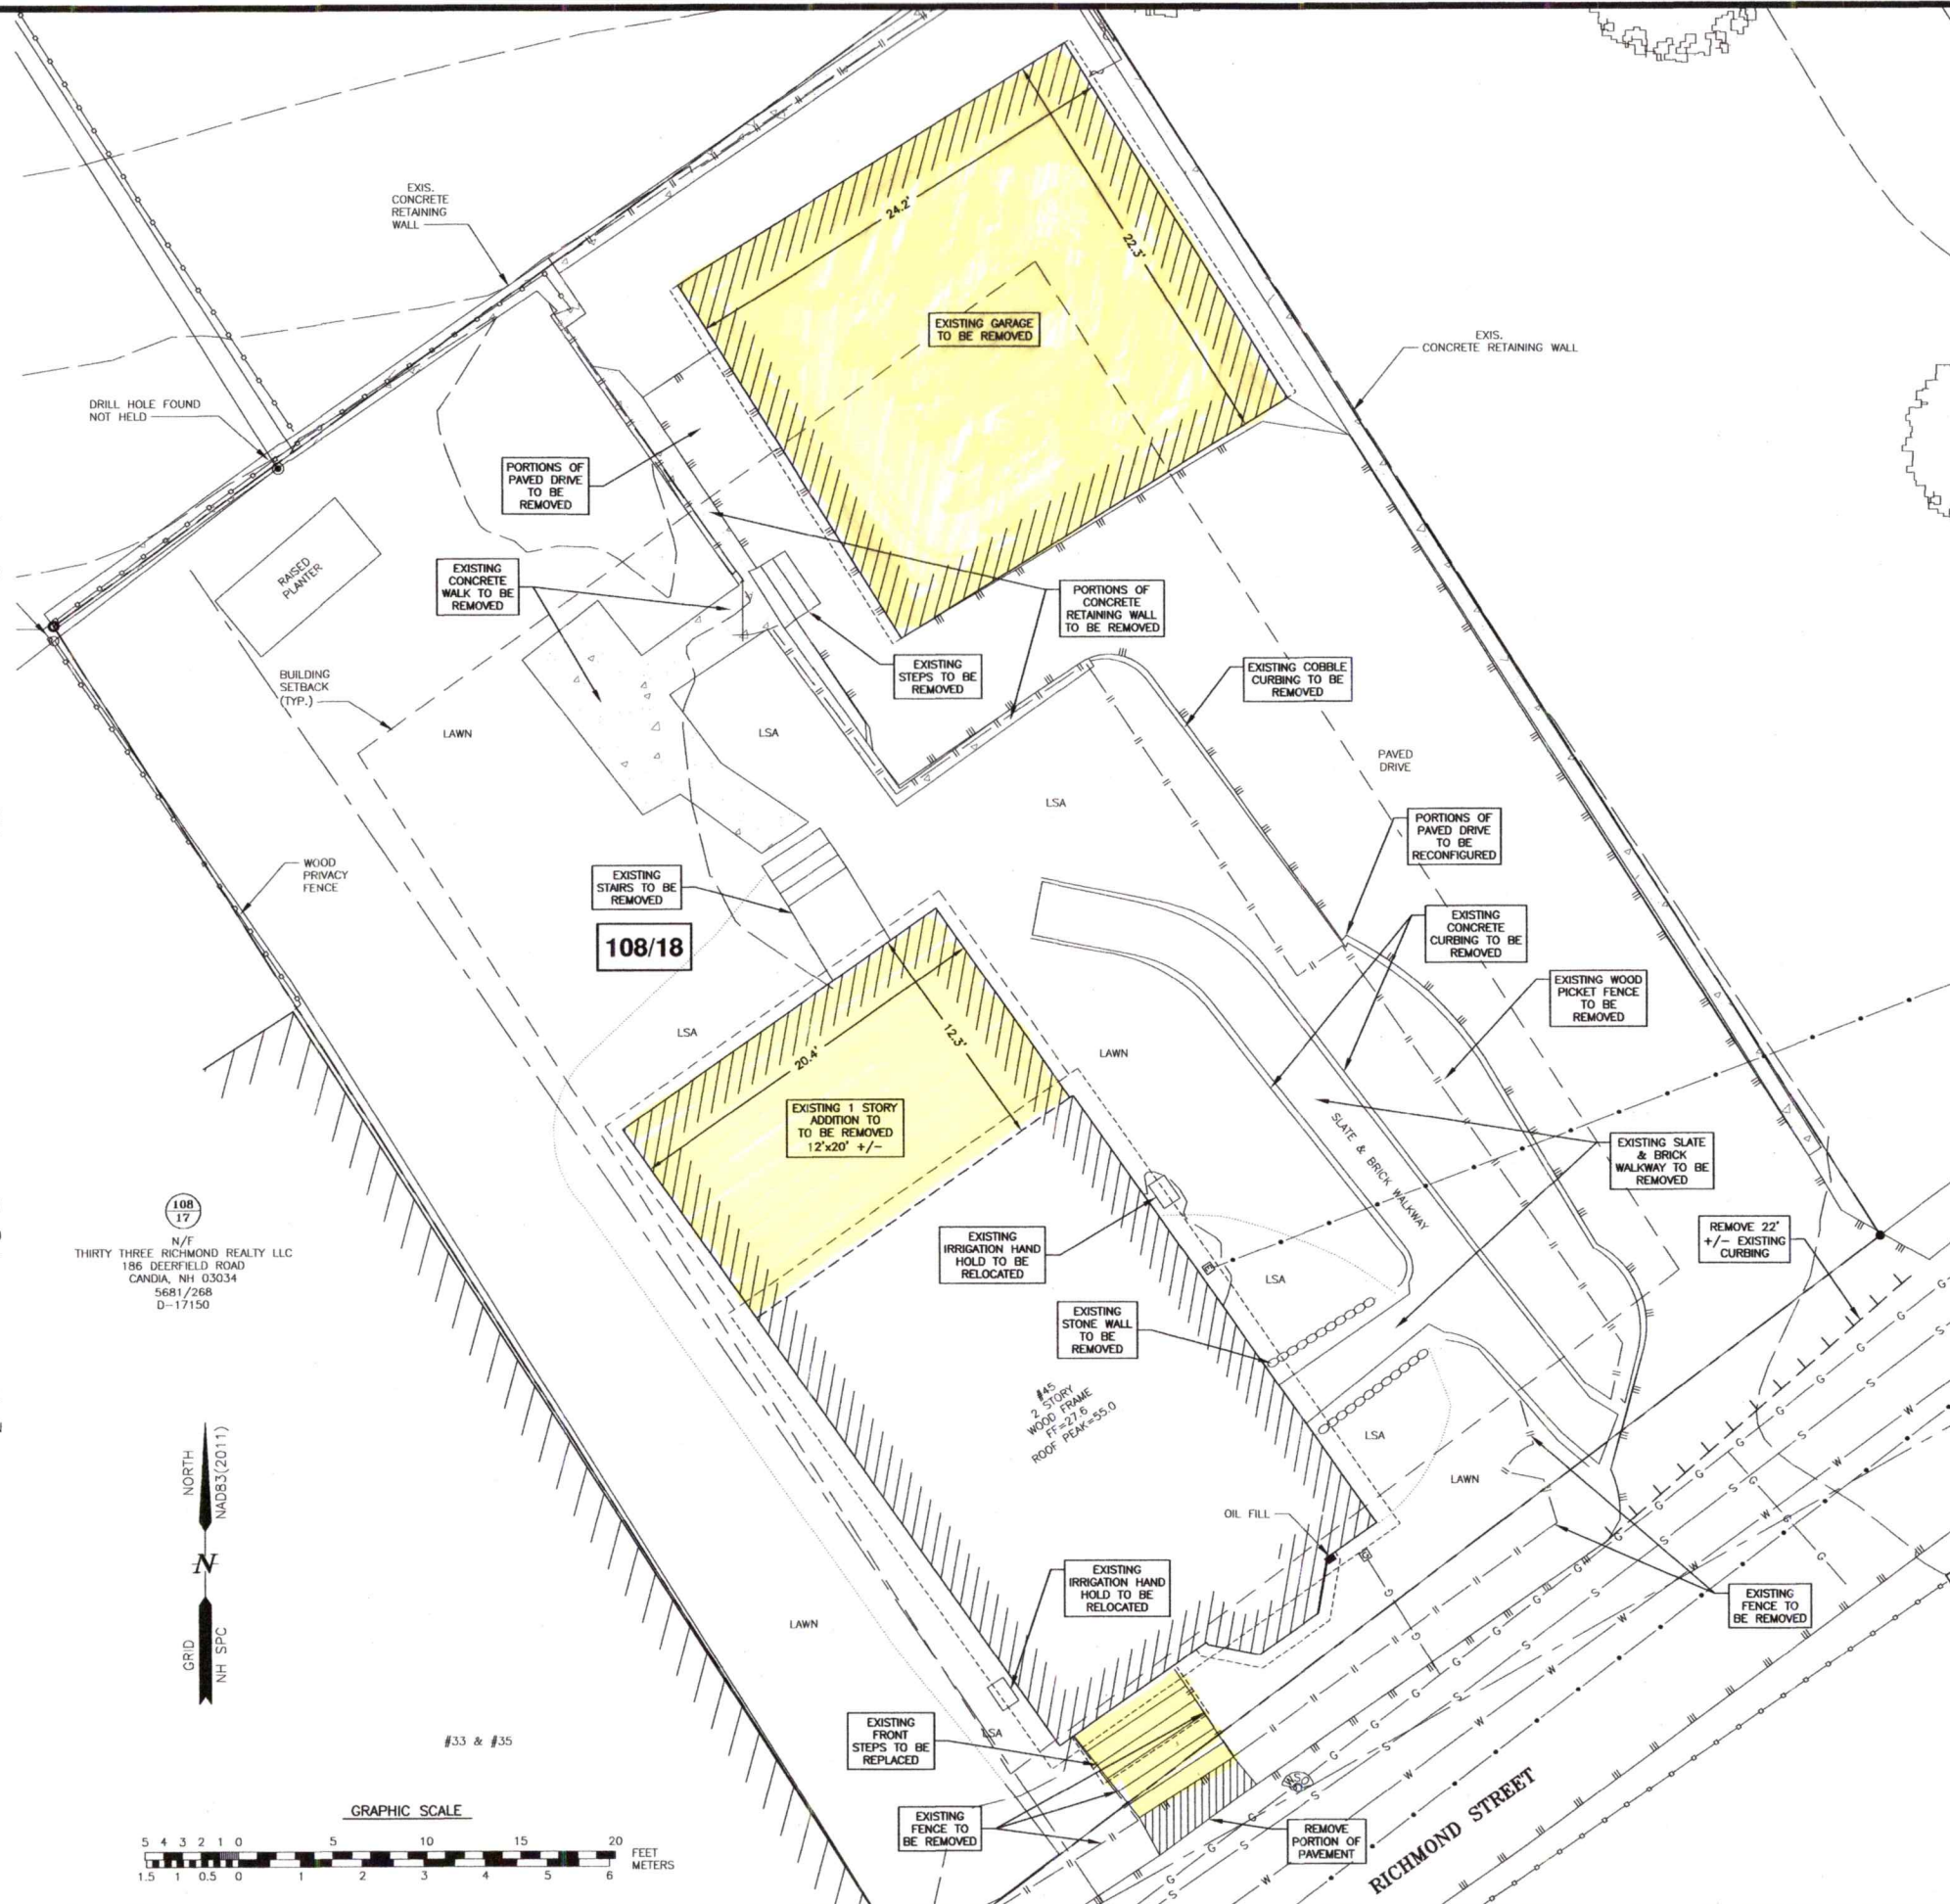 EXIS.
CONCRETE
RETAINING
WALL
24.2'
22.3'
EXISTING GARAGE
TO BE REMOVED
EXIS.
CONCRETE RETAINING WALL
DRILL HOLE FOUND
NOT HELD
PORTIONS OF
PAVED DRIVE
TO BE
REMOVED
RAISED
PLANTER
EXISTING
CONCRETE
WALK TO BE
REMOVED
PORTIONS OF
CONCRETE
RETAINING WALL
TO BE REMOVED
EXISTING
STEPS TO BE
REMOVED
EXISTING COBBLE
CURBING TO BE
REMOVED
BUILDING
SETBACK
(TYP.)
LAWN
LSA
PAVED
DRIVE
LSA
PORTIONS OF
PAVED DRIVE
TO BE
RECONFIGURED
WOOD
PRIVACY
FENCE
EXISTING
STAIRS TO BE
REMOVED
108/18
EXISTING
CONCRETE
CURBING TO BE
REMOVED
EXISTING WOOD
PICKET FENCE
TO BE
REMOVED
LSA
12.3'
20.4'
LAWN
EXISTING 1 STORY
ADDITION TO
TO BE REMOVED
12'x20' +/-
SLATE & BRICK WALKWAY
EXISTING SLATE
& BRICK
WALKWAY TO BE
REMOVED
108
17
N/F
THIRTY THREE RICHMOND REALTY LLC
186 DEERFIELD ROAD
CANDIA, NH 03034
5681/268
D-17150
REMOVE 22'
+/- EXISTING
CURBING
EXISTING
IRRIGATION HAND
HOLD TO BE
RELOCATED
LSA
EXISTING
STONE WALL
TO BE
REMOVED
#45
2 STORY
WOOD FRAME
FF=27.6
ROOF PEAK=55.0
LSA
LAWN
OIL FILL
NORTH
NAD83(2011)
N
GRID
NH SPC
EXISTING
IRRIGATION HAND
HOLD TO BE
RELOCATED
EXISTING
FENCE TO
BE REMOVED
LAWN
LSA
EXISTING
FRONT
STEPS TO BE
REPLACED
#33 & #35
WSO
EXISTING
FENCE TO
BE REMOVED
REMOVE
PORTION OF
PAVEMENT
RICHMOND STREET
GRAPHIC SCALE
5 4 3 2 1 0 5 10 15 20 FEET
1.5 1 0.5 0 1 2 3 4 5 6 METERS